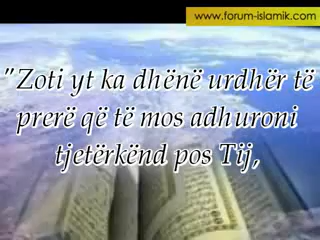 www.forum-islamik.com
"Zoti yt ka dhënë urdhër të
prerë që të mos adhuroni
tjetërkënd pos Tij,